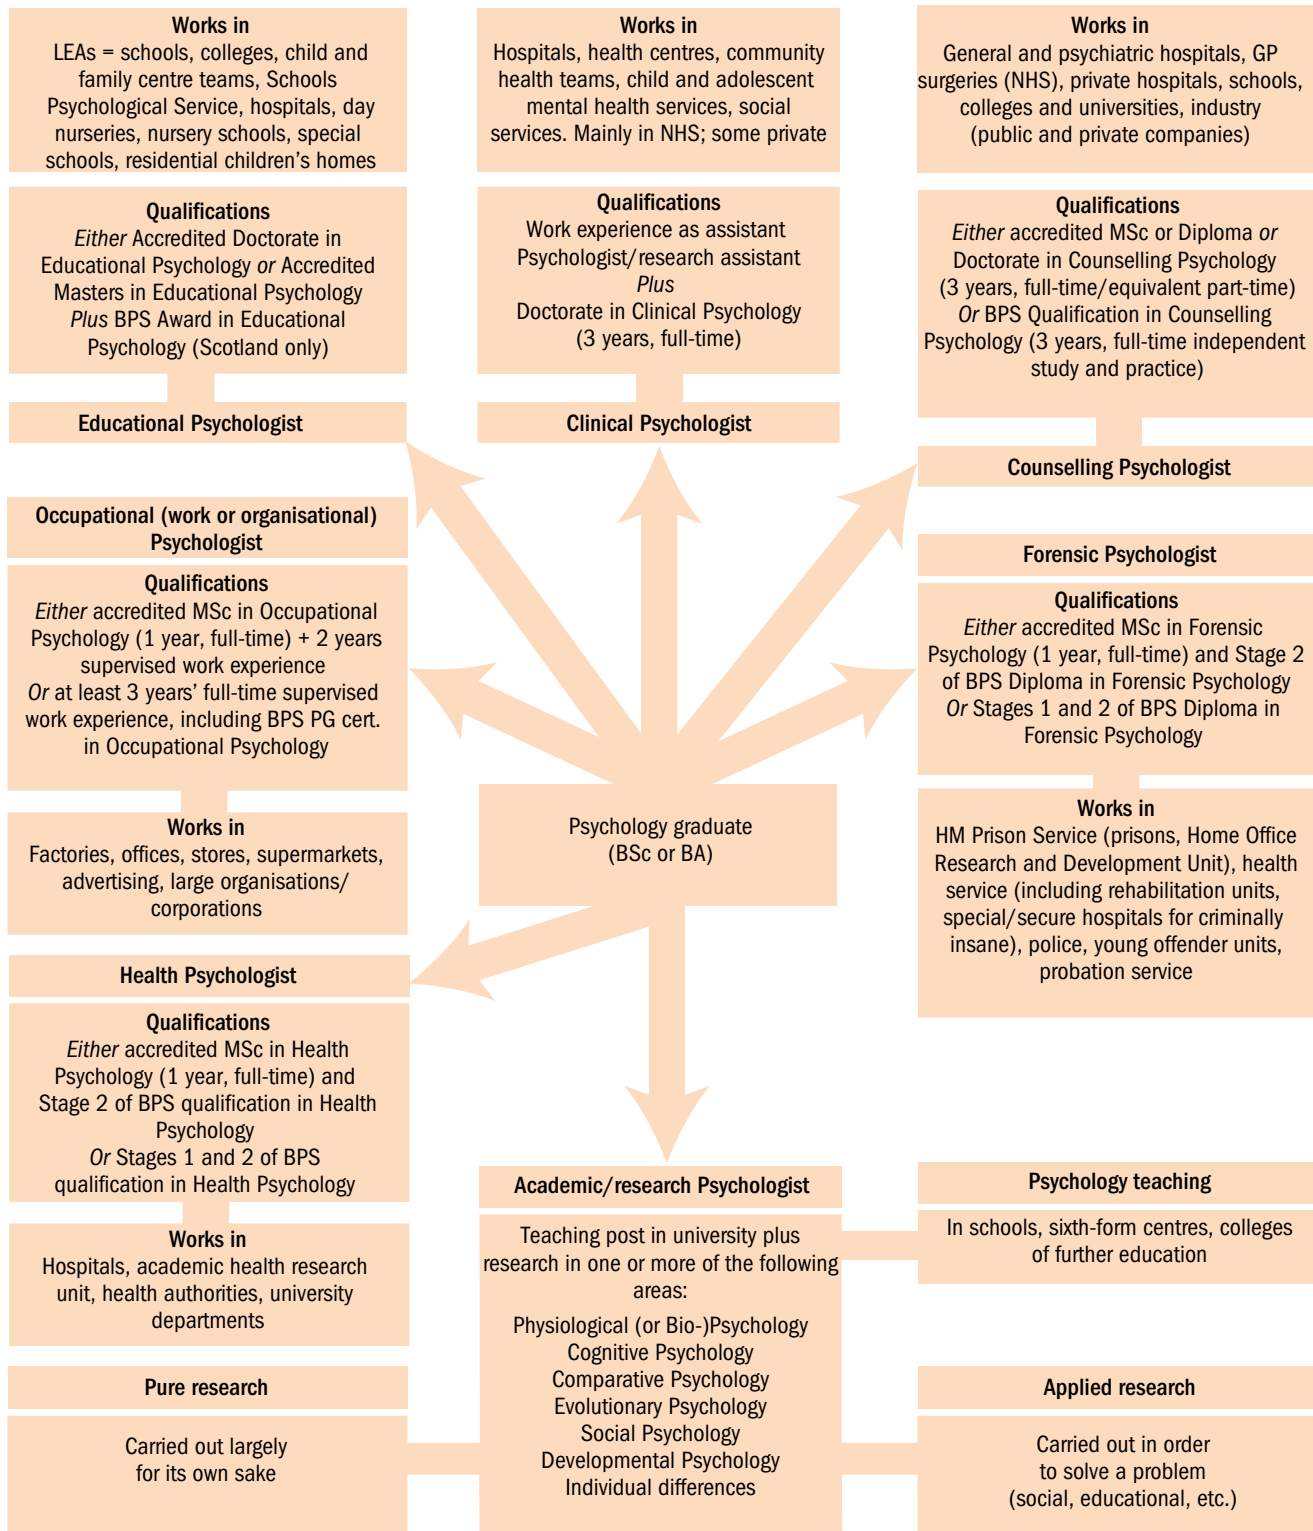 Works in
LEAs = schools, colleges, child and
family centre teams, Schools
Psychological Service, hospitals, day
nurseries, nursery schools, special
schools, residential children’s homes
Qualifications
Either Accredited Doctorate in
Educational Psychology or Accredited
Masters in Educational Psychology
Plus BPS Award in Educational
Psychology (Scotland only)
Educational Psychologist
Works in
Hospitals, health centres, community
health teams, child and adolescent
mental health services, social
services. Mainly in NHS; some private
Qualifications
Work experience as assistant
Psychologist/research assistant
Plus
Doctorate in Clinical Psychology
(3 years, full-time)
Clinical Psychologist
Works in
General and psychiatric hospitals, GP
surgeries (NHS), private hospitals, schools,
colleges and universities, industry
(public and private companies)
Qualifications
Either accredited MSc or Diploma or
Doctorate in Counselling Psychology
(3 years, full-time/equivalent part-time)
Or BPS Qualification in Counselling
Psychology (3 years, full-time independent
study and practice)
Counselling Psychologist
Occupational (work or organisational)
Psychologist
Qualifications
Either accredited MSc in Occupational
Psychology (1 year, full-time) + 2 years
supervised work experience
Or at least 3 years’ full-time supervised
work experience, including BPS PG cert.
in Occupational Psychology
Works in
Factories, offices, stores, supermarkets,
advertising, large organisations/
corporations
Psychology graduate
(BSc or BA)
Forensic Psychologist
Qualifications
Either accredited MSc in Forensic
Psychology (1 year, full-time) and Stage 2
of BPS Diploma in Forensic Psychology
Or Stages 1 and 2 of BPS Diploma in
Forensic Psychology
Works in
HM Prison Service (prisons, Home Office
Research and Development Unit), health
service (including rehabilitation units,
special/secure hospitals for criminally
insane), police, young offender units,
probation service
Health Psychologist
Qualifications
Either accredited MSc in Health
Psychology (1 year, full-time) and
Stage 2 of BPS qualification in Health
Psychology
Or Stages 1 and 2 of BPS
qualification in Health Psychology
Works in
Hospitals, academic health research
unit, health authorities, university
departments
Academic/research Psychologist
Teaching post in university plus
research in one or more of the following
areas:
Physiological (or Bio-)Psychology
Cognitive Psychology
Comparative Psychology
Evolutionary Psychology
Social Psychology
Developmental Psychology
Individual differences
Psychology teaching
In schools, sixth-form centres, colleges
of further education
Pure research
Carried out largely
for its own sake
Applied research
Carried out in order
to solve a problem
(social, educational, etc.)